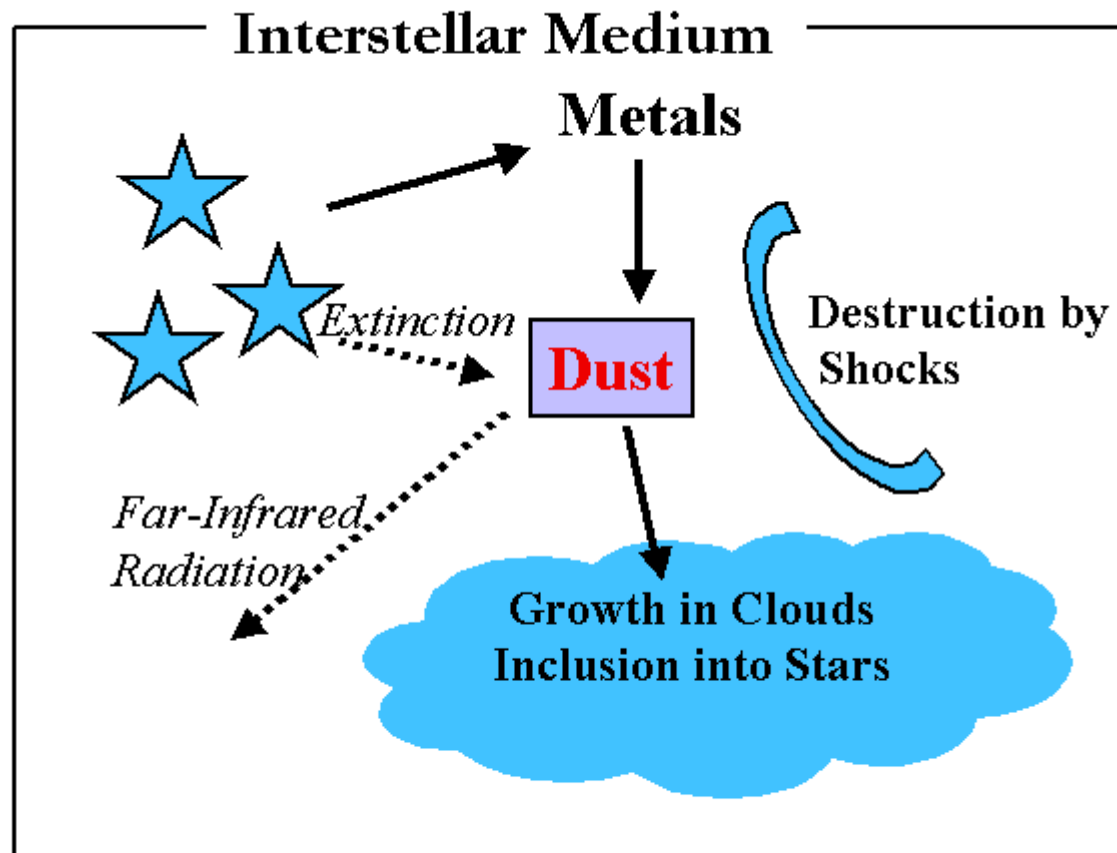 Interstellar Medium
Metals
Extinction
Dust
Destruction by
Shocks
Far-Infrared
Radiation
Growth in Clouds
Inclusion into Stars